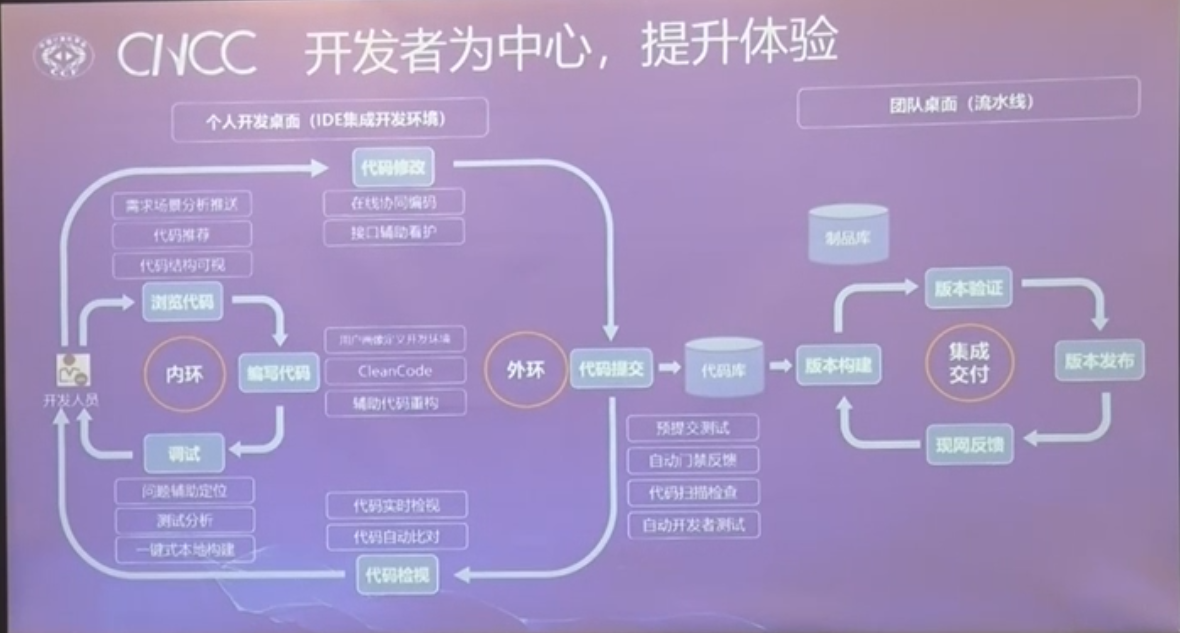 CNCC 开发者为中心，提升体验
CCF
个人开发桌面（IDE集成开发环境）
团队桌面（流水线）
代码修改
在线协同编码
接口辅助看护
需求场景分析推送
代码推荐
代码结构可视
浏览代码
内环
编写代码
调试
开发人员
问题辅助定位
测试分析
一键式本地构建
用户画像定义开发环境
CleanCode
辅助代码重构
外环
代码提交
代码库
预提交测试
自动门禁反馈
代码扫描检查
自动开发者测试
代码实时检视
代码自动比对
代码检视
制品库
版本构建
版本验证
集成
交付
版本发布
现网反馈